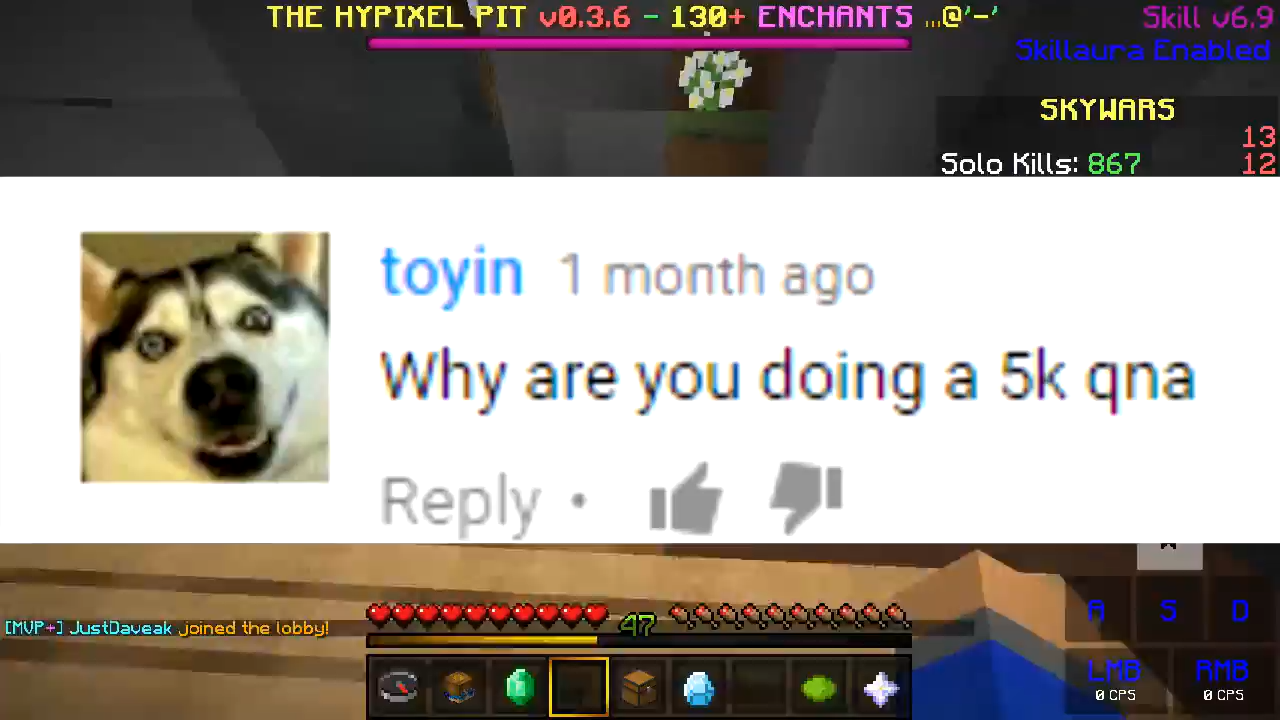 THE HYPIXEL PIT v0.3.6 - 130+ ENCHANTS ...@'-'
Skill v6.9
Skillaura Enabled
SKYWARS
13
Solo Kills: 867 12
toyin 1 month ago
Why are you doing a 5k qna
Reply •
[MVP+] JustDaveak joined the lobby!
47
A S D
LMB RMB
0 CPS 0 CPS